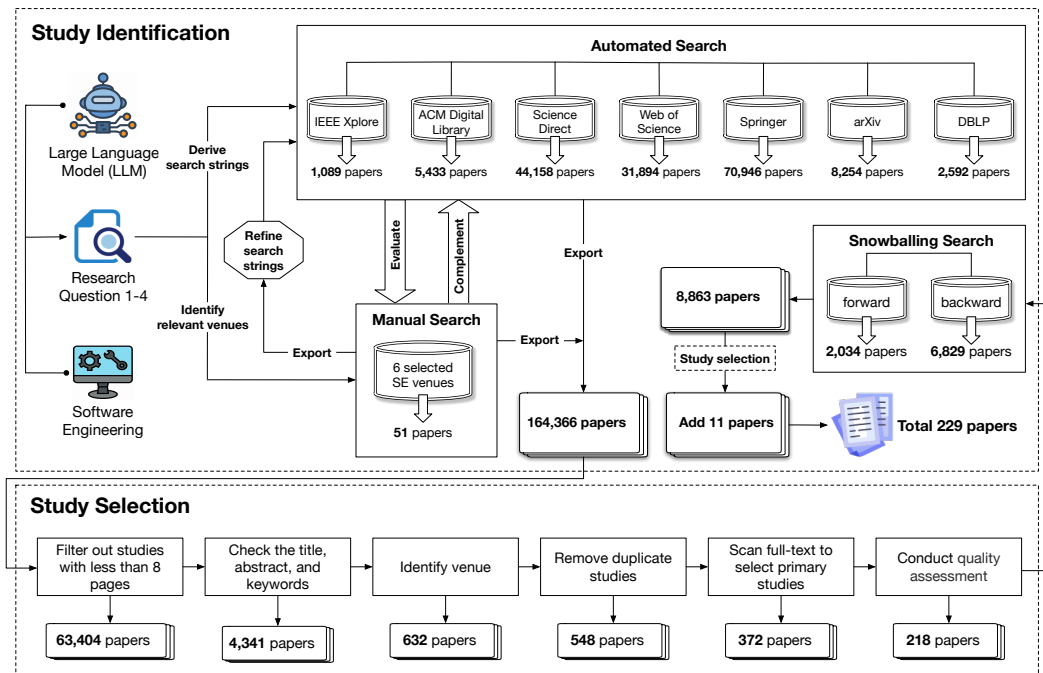 Study Identification
Automated Search
IEEE Xplore
ACM Digital
Library
Science
Direct
Web of
Science
Springer
arXiv
DBLP
1,089 papers
5,433 papers
44,158 papers
31,894 papers
70,946 papers
8,254 papers
2,592 papers
Large Language
Model (LLM)
Derive
search strings
Research
Question 1-4
Refine
search
strings
Identify
relevant venues
Software
Engineering
Evaluate
Complement
Export
Manual Search
6 selected
SE venues
51 papers
Export
Export
164,366 papers
Snowballing Search
forward
backward
2,034 papers
6,829 papers
8,863 papers
Study selection
Add 11 papers
Total 229 papers
Study Selection
Filter out studies
with less than 8
pages
Check the title,
abstract, and
keywords
Identify venue
Remove duplicate
studies
Scan full-text to
select primary
studies
Conduct quality
assessment
63,404 papers
4,341 papers
632 papers
548 papers
372 papers
218 papers